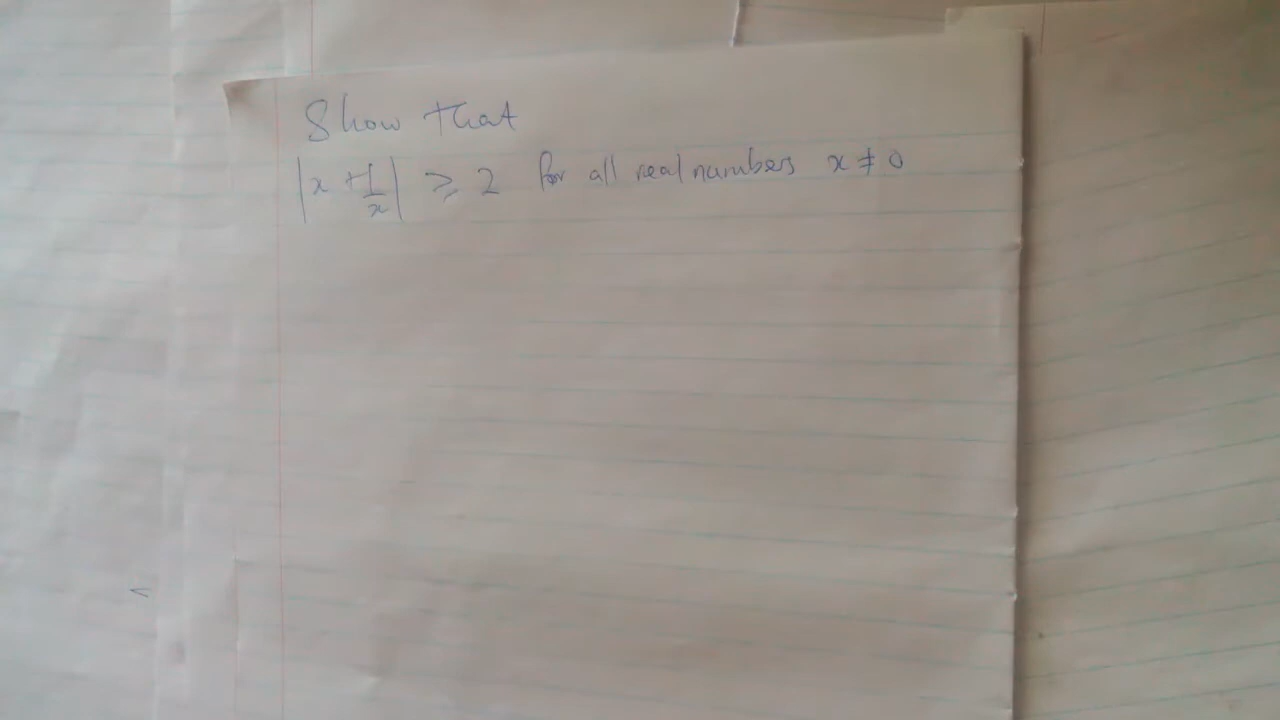 Show that
|x + 1/x| ⩾ 2 for all real numbers x ≠ 0